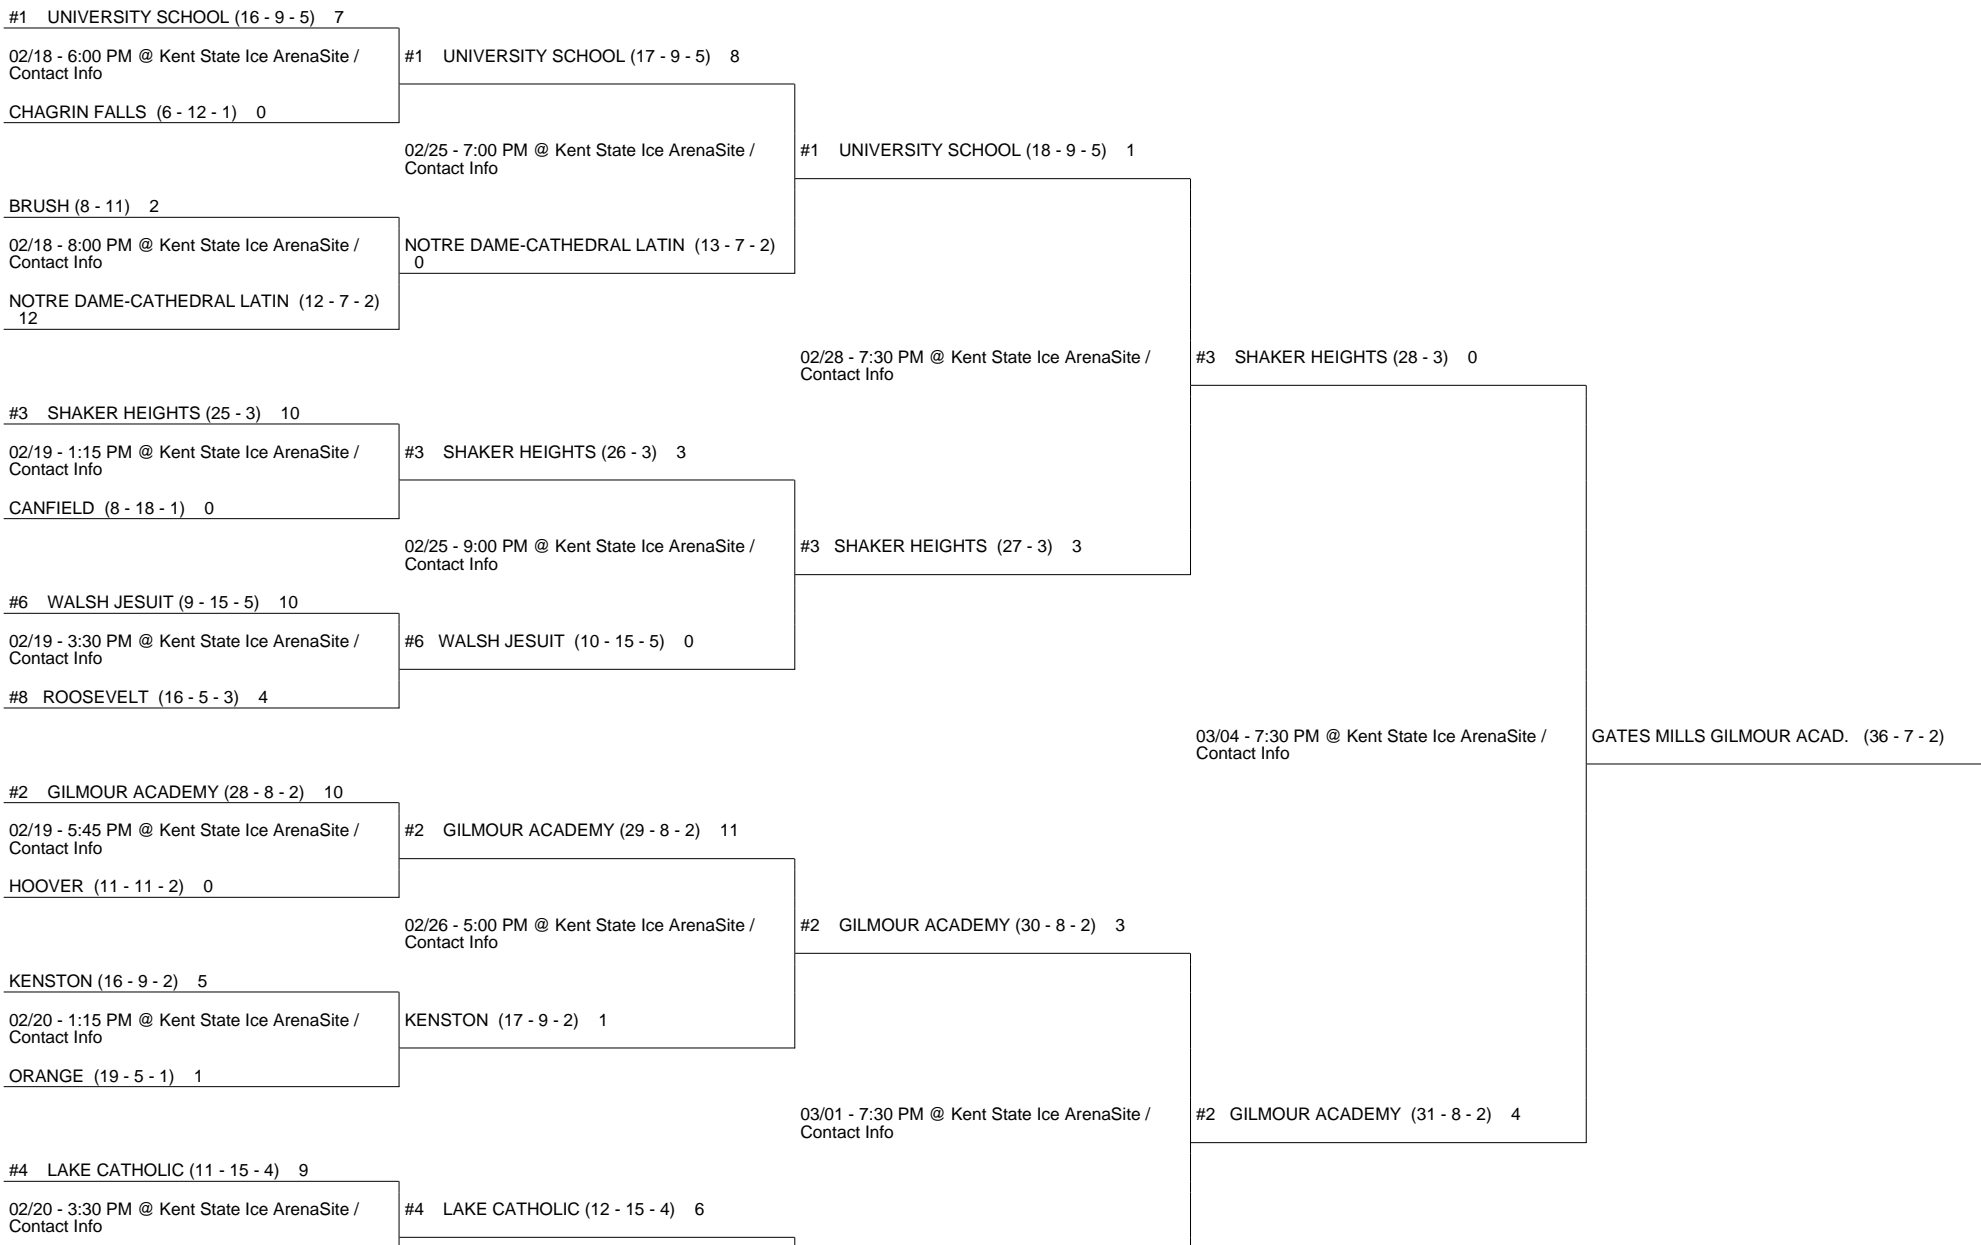 #1 UNIVERSITY SCHOOL (16 - 9 - 5) 7
02/18 - 6:00 PM @ Kent State Ice ArenaSite /
Contact Info
CHAGRIN FALLS (6 - 12 - 1) 0
BRUSH (8 - 11) 2
02/18 - 8:00 PM @ Kent State Ice ArenaSite /
Contact Info
NOTRE DAME-CATHEDRAL LATIN (12 - 7 - 2)
12
#3 SHAKER HEIGHTS (25 - 3) 10
02/19 - 1:15 PM @ Kent State Ice ArenaSite /
Contact Info
CANFIELD (8 - 18 - 1) 0
#6 WALSH JESUIT (9 - 15 - 5) 10
02/19 - 3:30 PM @ Kent State Ice ArenaSite /
Contact Info
#8 ROOSEVELT (16 - 5 - 3) 4
#2 GILMOUR ACADEMY (28 - 8 - 2) 10
02/19 - 5:45 PM @ Kent State Ice ArenaSite /
Contact Info
HOOVER (11 - 11 - 2) 0
KENSTON (16 - 9 - 2) 5
02/20 - 1:15 PM @ Kent State Ice ArenaSite /
Contact Info
ORANGE (19 - 5 - 1) 1
#4 LAKE CATHOLIC (11 - 15 - 4) 9
02/20 - 3:30 PM @ Kent State Ice ArenaSite /
Contact Info
#1 UNIVERSITY SCHOOL (17 - 9 - 5) 8
02/25 - 7:00 PM @ Kent State Ice ArenaSite /
Contact Info
NOTRE DAME-CATHEDRAL LATIN (13 - 7 - 2)
0
#3 SHAKER HEIGHTS (26 - 3) 3
02/25 - 9:00 PM @ Kent State Ice ArenaSite /
Contact Info
#6 WALSH JESUIT (10 - 15 - 5) 0
#2 GILMOUR ACADEMY (29 - 8 - 2) 11
02/26 - 5:00 PM @ Kent State Ice ArenaSite /
Contact Info
KENSTON (17 - 9 - 2) 1
#4 LAKE CATHOLIC (12 - 15 - 4) 6
#1 UNIVERSITY SCHOOL (18 - 9 - 5) 1
02/28 - 7:30 PM @ Kent State Ice ArenaSite /
Contact Info
#3 SHAKER HEIGHTS (27 - 3) 3
#2 GILMOUR ACADEMY (30 - 8 - 2) 3
03/01 - 7:30 PM @ Kent State Ice ArenaSite /
Contact Info
#3 SHAKER HEIGHTS (28 - 3) 0
03/04 - 7:30 PM @ Kent State Ice ArenaSite /
Contact Info
#2 GILMOUR ACADEMY (31 - 8 - 2) 4
GATES MILLS GILMOUR ACAD. (36 - 7 - 2)